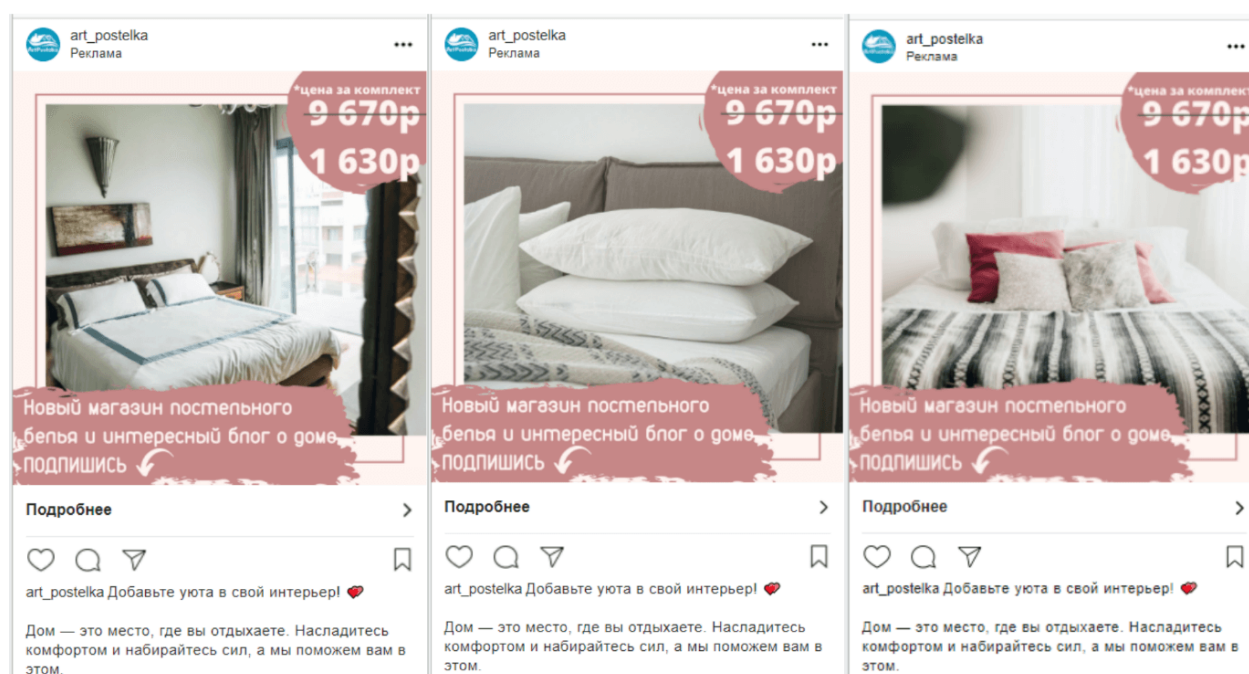 art_postelka
Реклама
*цена за комплект
9 670р
1 630р
Новый магазин постельного
белья и интересный блог о доме
ПОДПИШИСЬ
Подробнее
art_postelka Добавьте уюта в свой интерьер! 💕
Дом — это место, где вы отдыхаете. Насладитесь
комфортом и набирайтесь сил, а мы поможем вам в
этом.
art_postelka
Реклама
*цена за комплект
9 670р
1 630р
Новый магазин постельного
белья и интересный блог о доме
ПОДПИШИСЬ
Подробнее
art_postelka Добавьте уюта в свой интерьер! 💕
Дом — это место, где вы отдыхаете. Насладитесь
комфортом и набирайтесь сил, а мы поможем вам в
этом.
art_postelka
Реклама
*цена за комплект
9 670р
1 630р
Новый магазин постельного
белья и интересный блог о доме
ПОДПИШИСЬ
Подробнее
art_postelka Добавьте уюта в свой интерьер! 💕
Дом — это место, где вы отдыхаете. Насладитесь
комфортом и набирайтесь сил, а мы поможем вам в
этом.